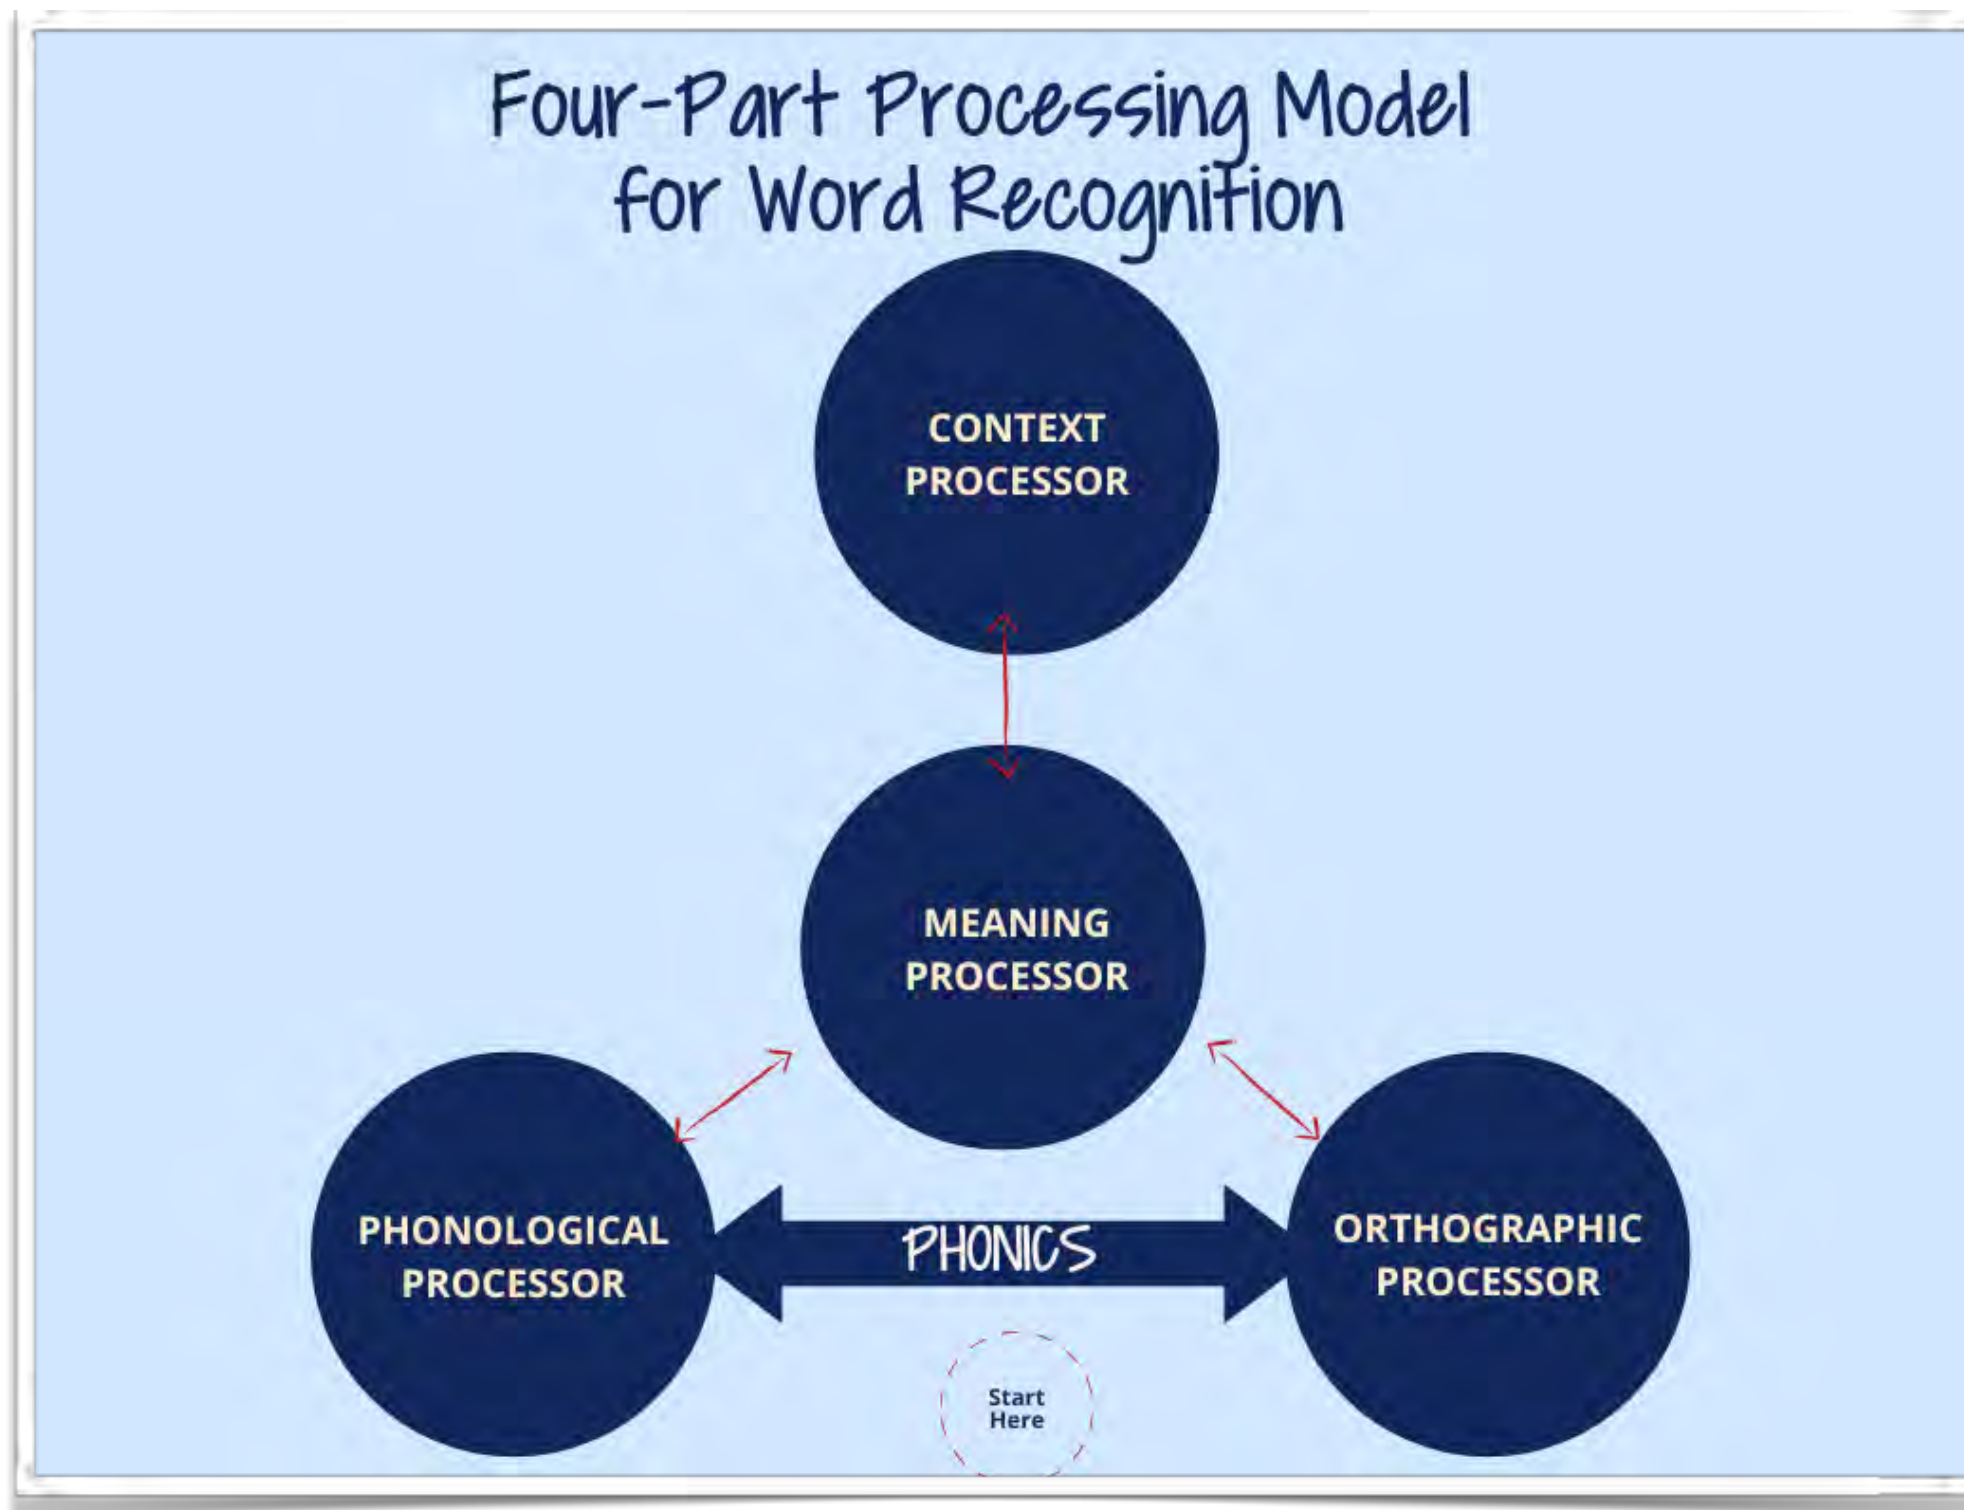 Four-Part Processing Model
for Word Recognition
CONTEXT
PROCESSOR
MEANING
PROCESSOR
PHONOLOGICAL
PROCESSOR
PHONICS
ORTHOGRAPHIC
PROCESSOR
Start
Here